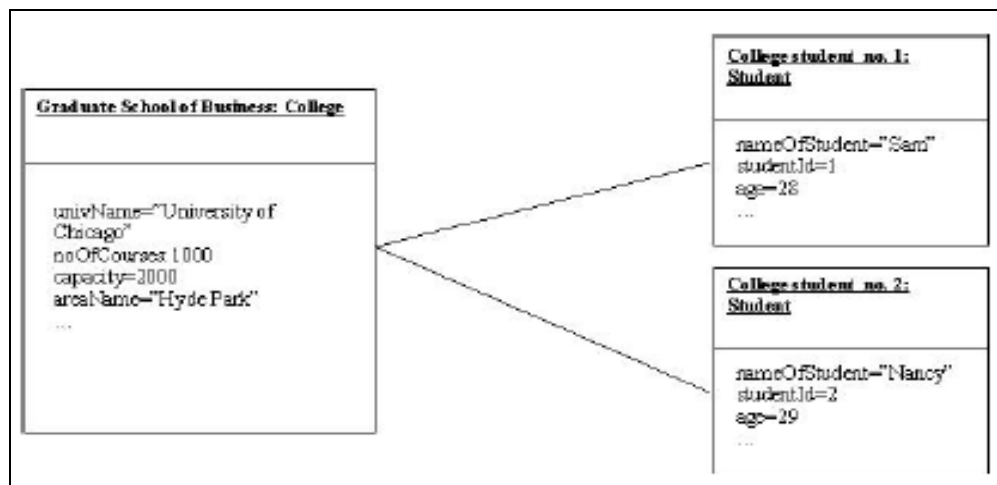 Graduate School of Business: College
univName="University of
Chicago"
noOfCourses 1000
capacity=2000
areaName="Hyde Park"
...
College student no. 1:
Student
nameOfStudent="Sam"
studentId=1
age=28
...
College student no. 2:
Student
nameOfStudent="Nancy"
studentId=2
age=29
...